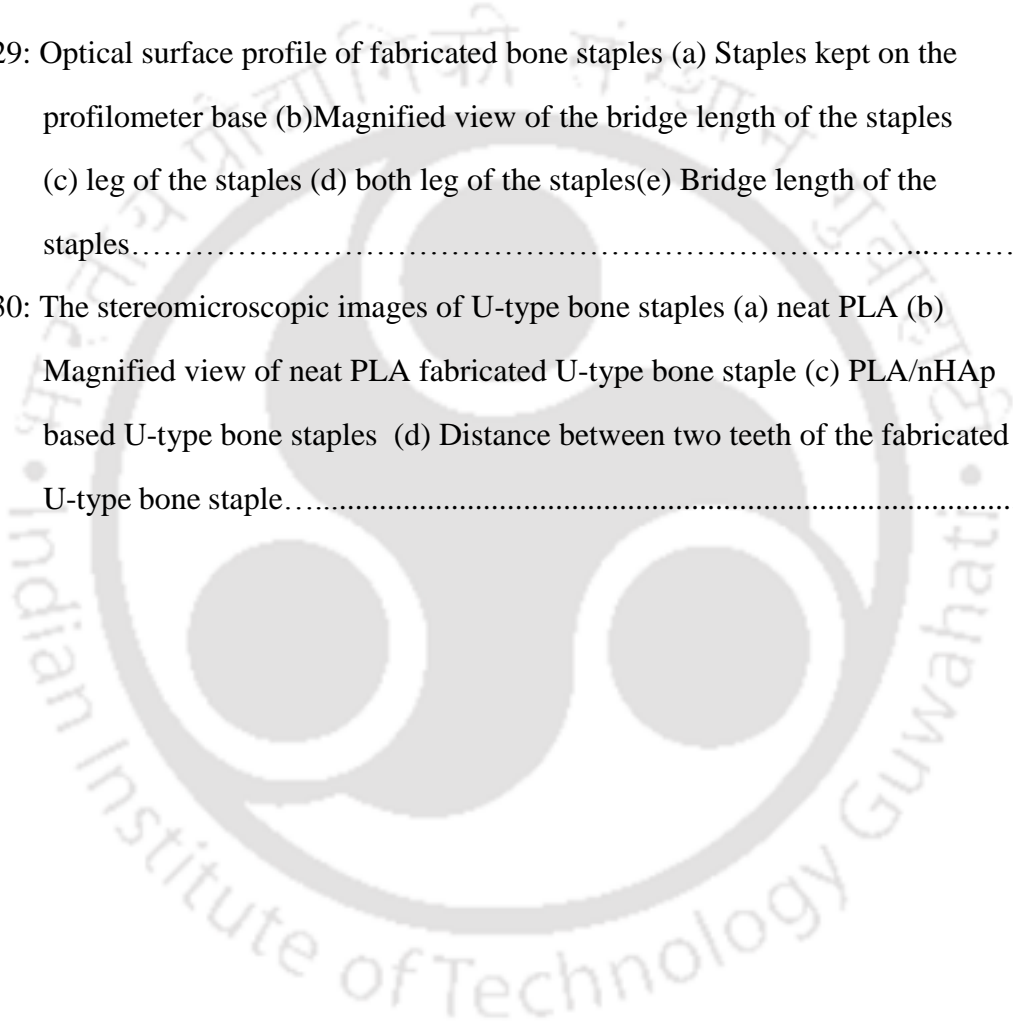 29: Optical surface profile of fabricated bone staples (a) Staples kept on the
profilometer base (b)Magnified view of the bridge length of the staples
(c) leg of the staples (d) both leg of the staples(e) Bridge length of the
staples…………………………………………………….…………...………
30: The stereomicroscopic images of U-type bone staples (a) neat PLA (b)
Magnified view of neat PLA fabricated U-type bone staple (c) PLA/nHAp
based U-type bone staples  (d) Distance between two teeth of the fabricated
U-type bone staple…...................................................................................
Indian Institute of Technology Guwahati